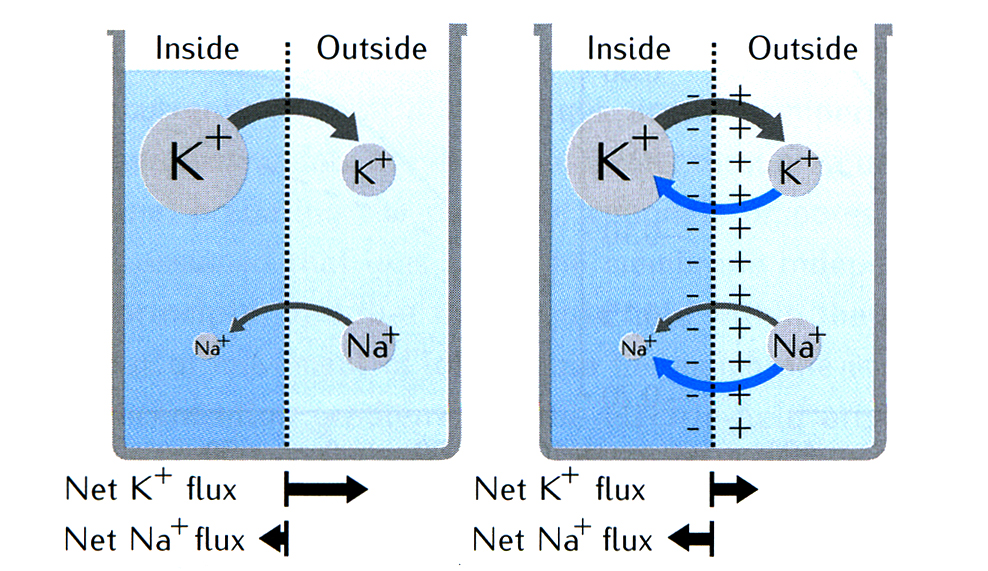 Inside Outside
K+
K+
Na+
Na+
Net K+ flux
Net Na+ flux
Inside Outside
- +
- +
K+
- +
K+
- +
- +
- +
- +
- +
Na+
Na+
- +
- +
- +
Net K+ flux
Net Na+ flux